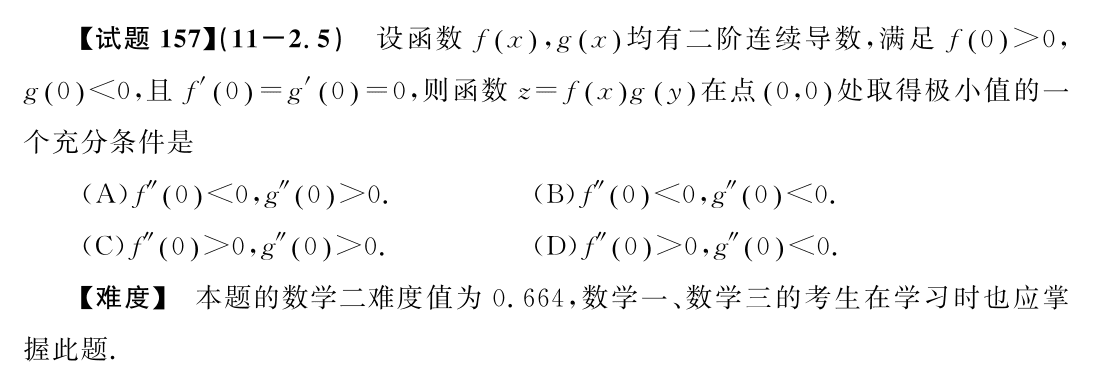 【试题 157】(11－2.5) 设函数 f(x),g(x)均有二阶连续导数,满足 f(0)>0,
g(0)<0,且 f′(0)=g′(0)=0,则函数 z=f(x)g(y)在点(0,0)处取得极小值的一
个充分条件是
(A)f″(0)<0,g″(0)>0. (B)f″(0)<0,g″(0)<0.
(C)f″(0)>0,g″(0)>0. (D)f″(0)>0,g″(0)<0.
【难度】 本题的数学二难度值为 0.664,数学一、数学三的考生在学习时也应掌
握此题.